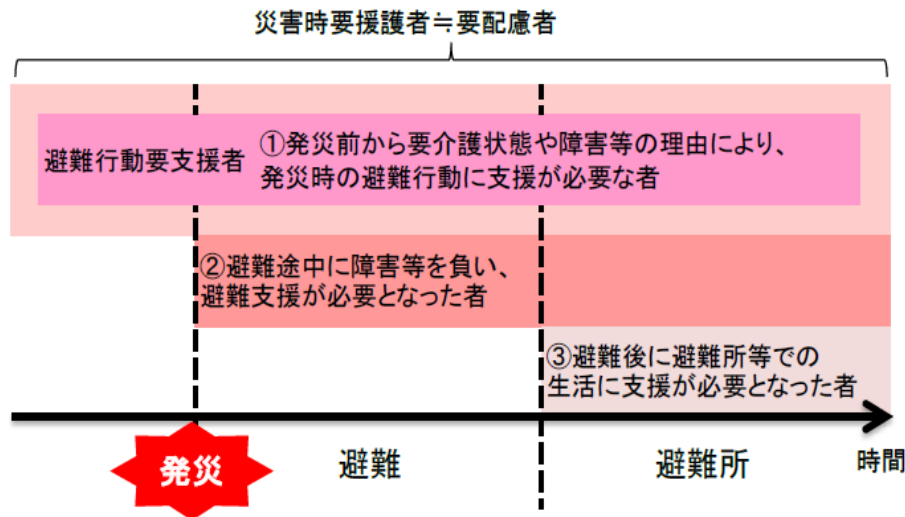 災害時要援護者≒要配慮者
避難行動要支援者
①発災前から要介護状態や障害等の理由により、
発災時の避難行動に支援が必要な者
②避難途中に障害等を負い、
避難支援が必要となった者
③避難後に避難所等での
生活に支援が必要となった者
発災
避難
避難所
時間